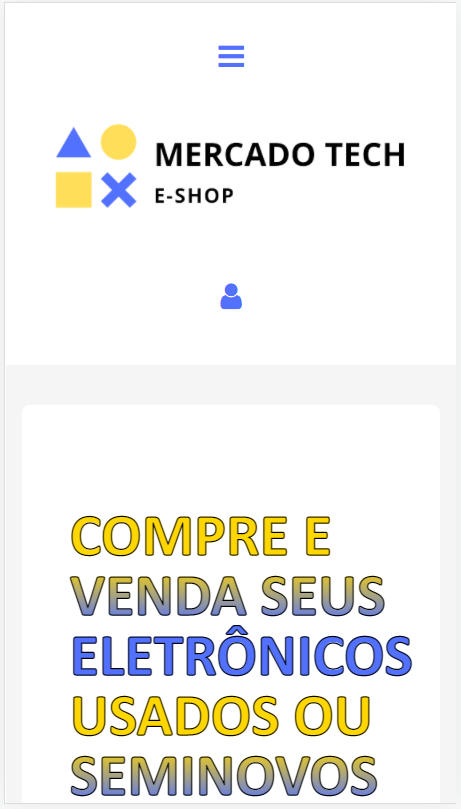 MERCADO TECH
E-SHOP
COMPRE E
VENDA SEUS
ELETRÔNICOS
USADOS OU
SEMINOVOS